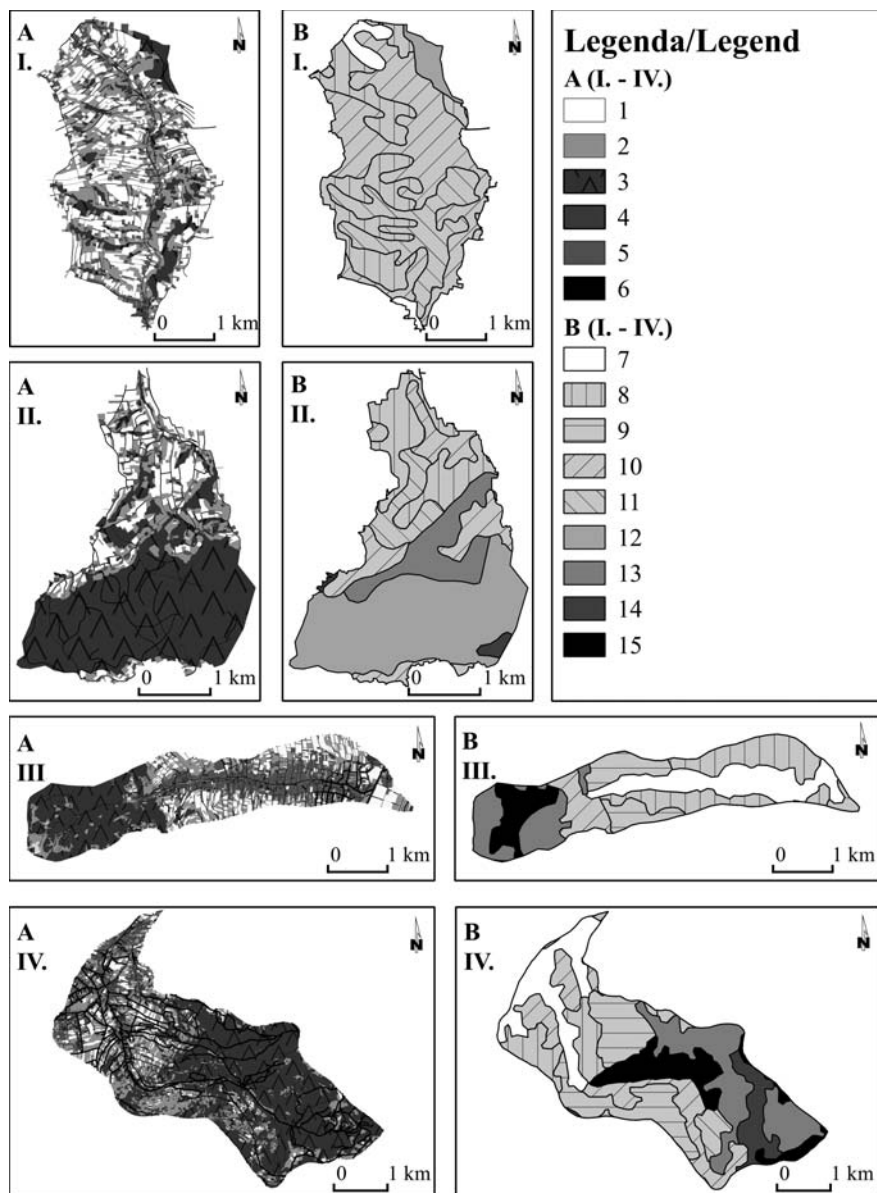 A
I.
N
0 1 km
B
I.
N
0 1 km
Legenda/Legend
A (I. - IV.)
1
2
3
4
5
6
B (I. - IV.)
7
8
9
10
11
12
13
14
15
A
II.
N
0 1 km
B
II.
N
0 1 km
A
III
N
0 1 km
B
III.
N
0 1 km
A
IV.
N
0 1 km
B
IV.
N
0 1 km